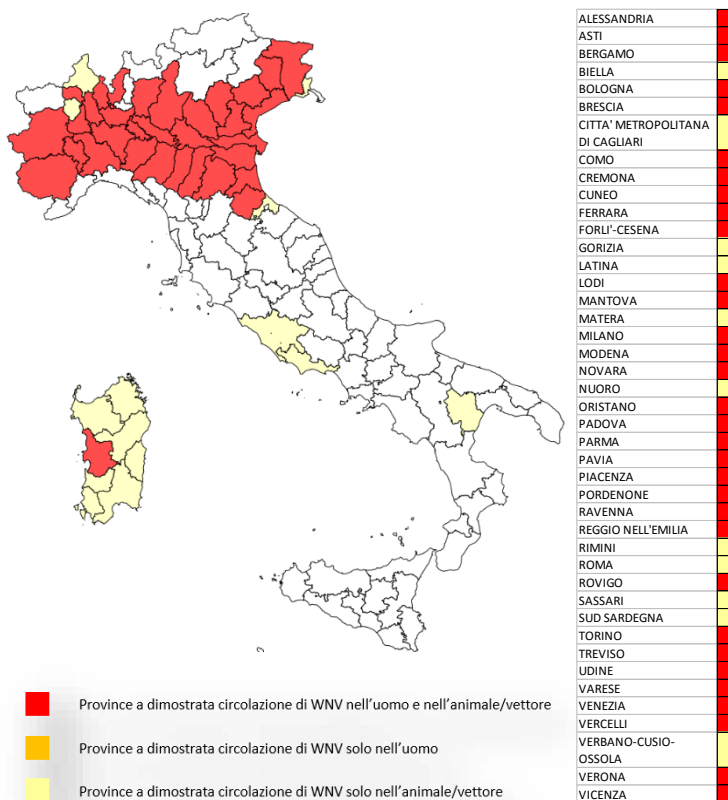 ALESSANDRIA
ASTI
BERGAMO
BIELLA
BOLOGNA
BRESCIA
CITTA' METROPOLITANA
DI CAGLIARI
COMO
CREMONA
CUNEO
FERRARA
FORLI'-CESENA
GORIZIA
LATINA
LODI
MANTOVA
MATERA
MILANO
MODENA
NOVARA
NUORO
ORISTANO
PADOVA
PARMA
PAVIA
PIACENZA
PORDENONE
RAVENNA
REGGIO NELL'EMILIA
RIMINI
ROMA
ROVIGO
SASSARI
SUD SARDEGNA
TORINO
TREVISO
UDINE
VARESE
VENEZIA
VERCELLI
VERBANO-CUSIO-
OSSOLA
VERONA
VICENZA
Province a dimostrata circolazione di WNV nell'uomo e nell'animale/vettore
Province a dimostrata circolazione di WNV solo nell'uomo
Province a dimostrata circolazione di WNV solo nell'animale/vettore